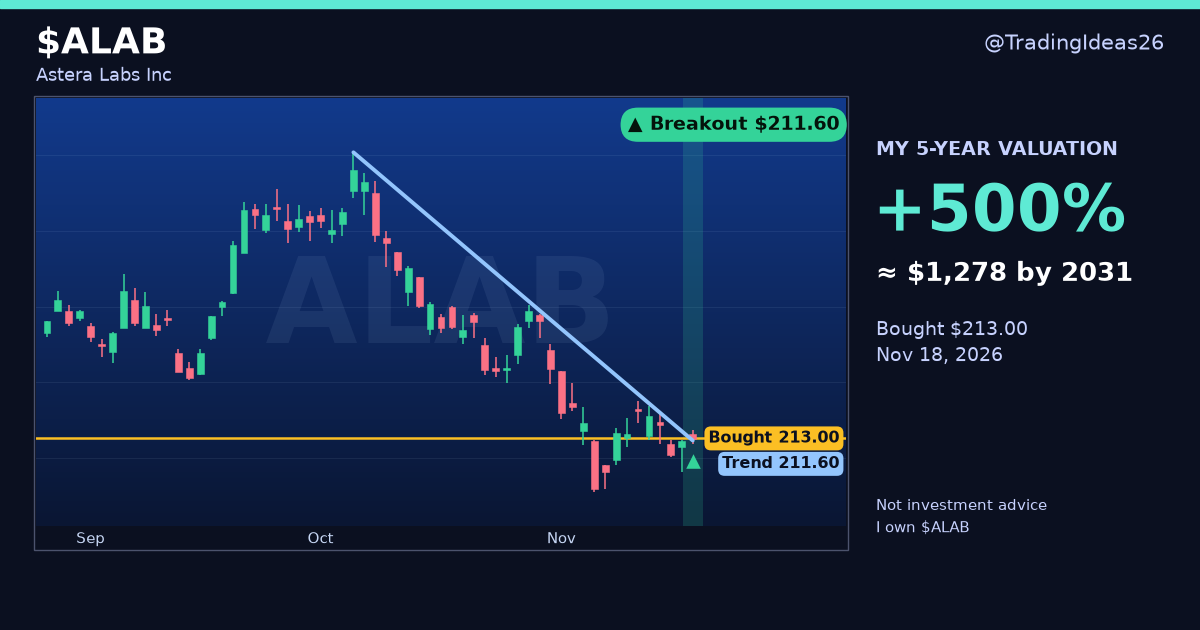 $ALAB
Astera Labs Inc
@TradingIdeas26
▲ Breakout $211.60
ALAB
Bought 213.00
Trend 211.60
Sep
Oct
Nov
MY 5-YEAR VALUATION
+500%
≈ $1,278 by 2031
Bought $213.00
Nov 18, 2026
Not investment advice
I own $ALAB